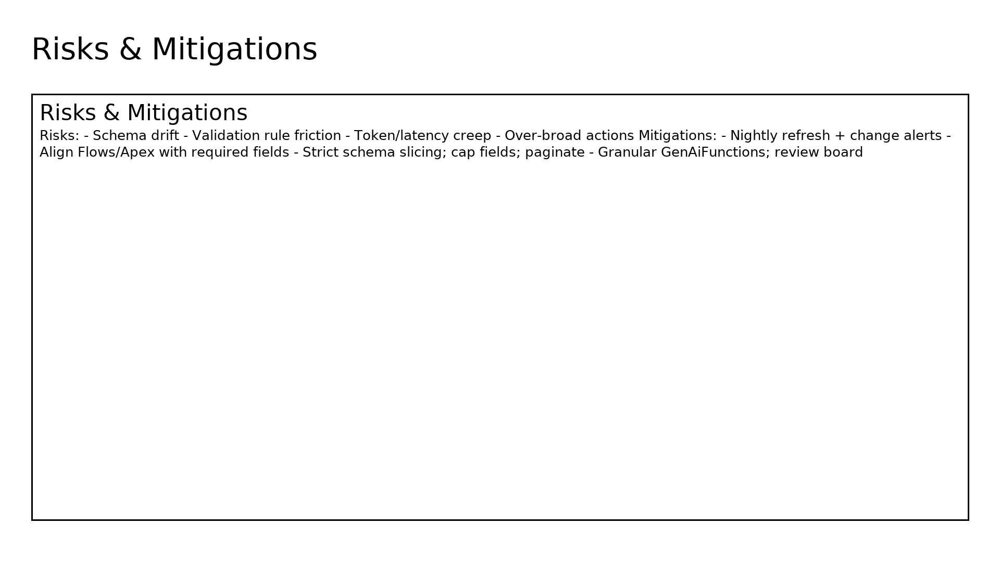 Risks & Mitigations
Risks & Mitigations
Risks: - Schema drift - Validation rule friction - Token/latency creep - Over-broad actions Mitigations: - Nightly refresh + change alerts -
Align Flows/Apex with required fields - Strict schema slicing; cap fields; paginate - Granular GenAiFunctions; review board